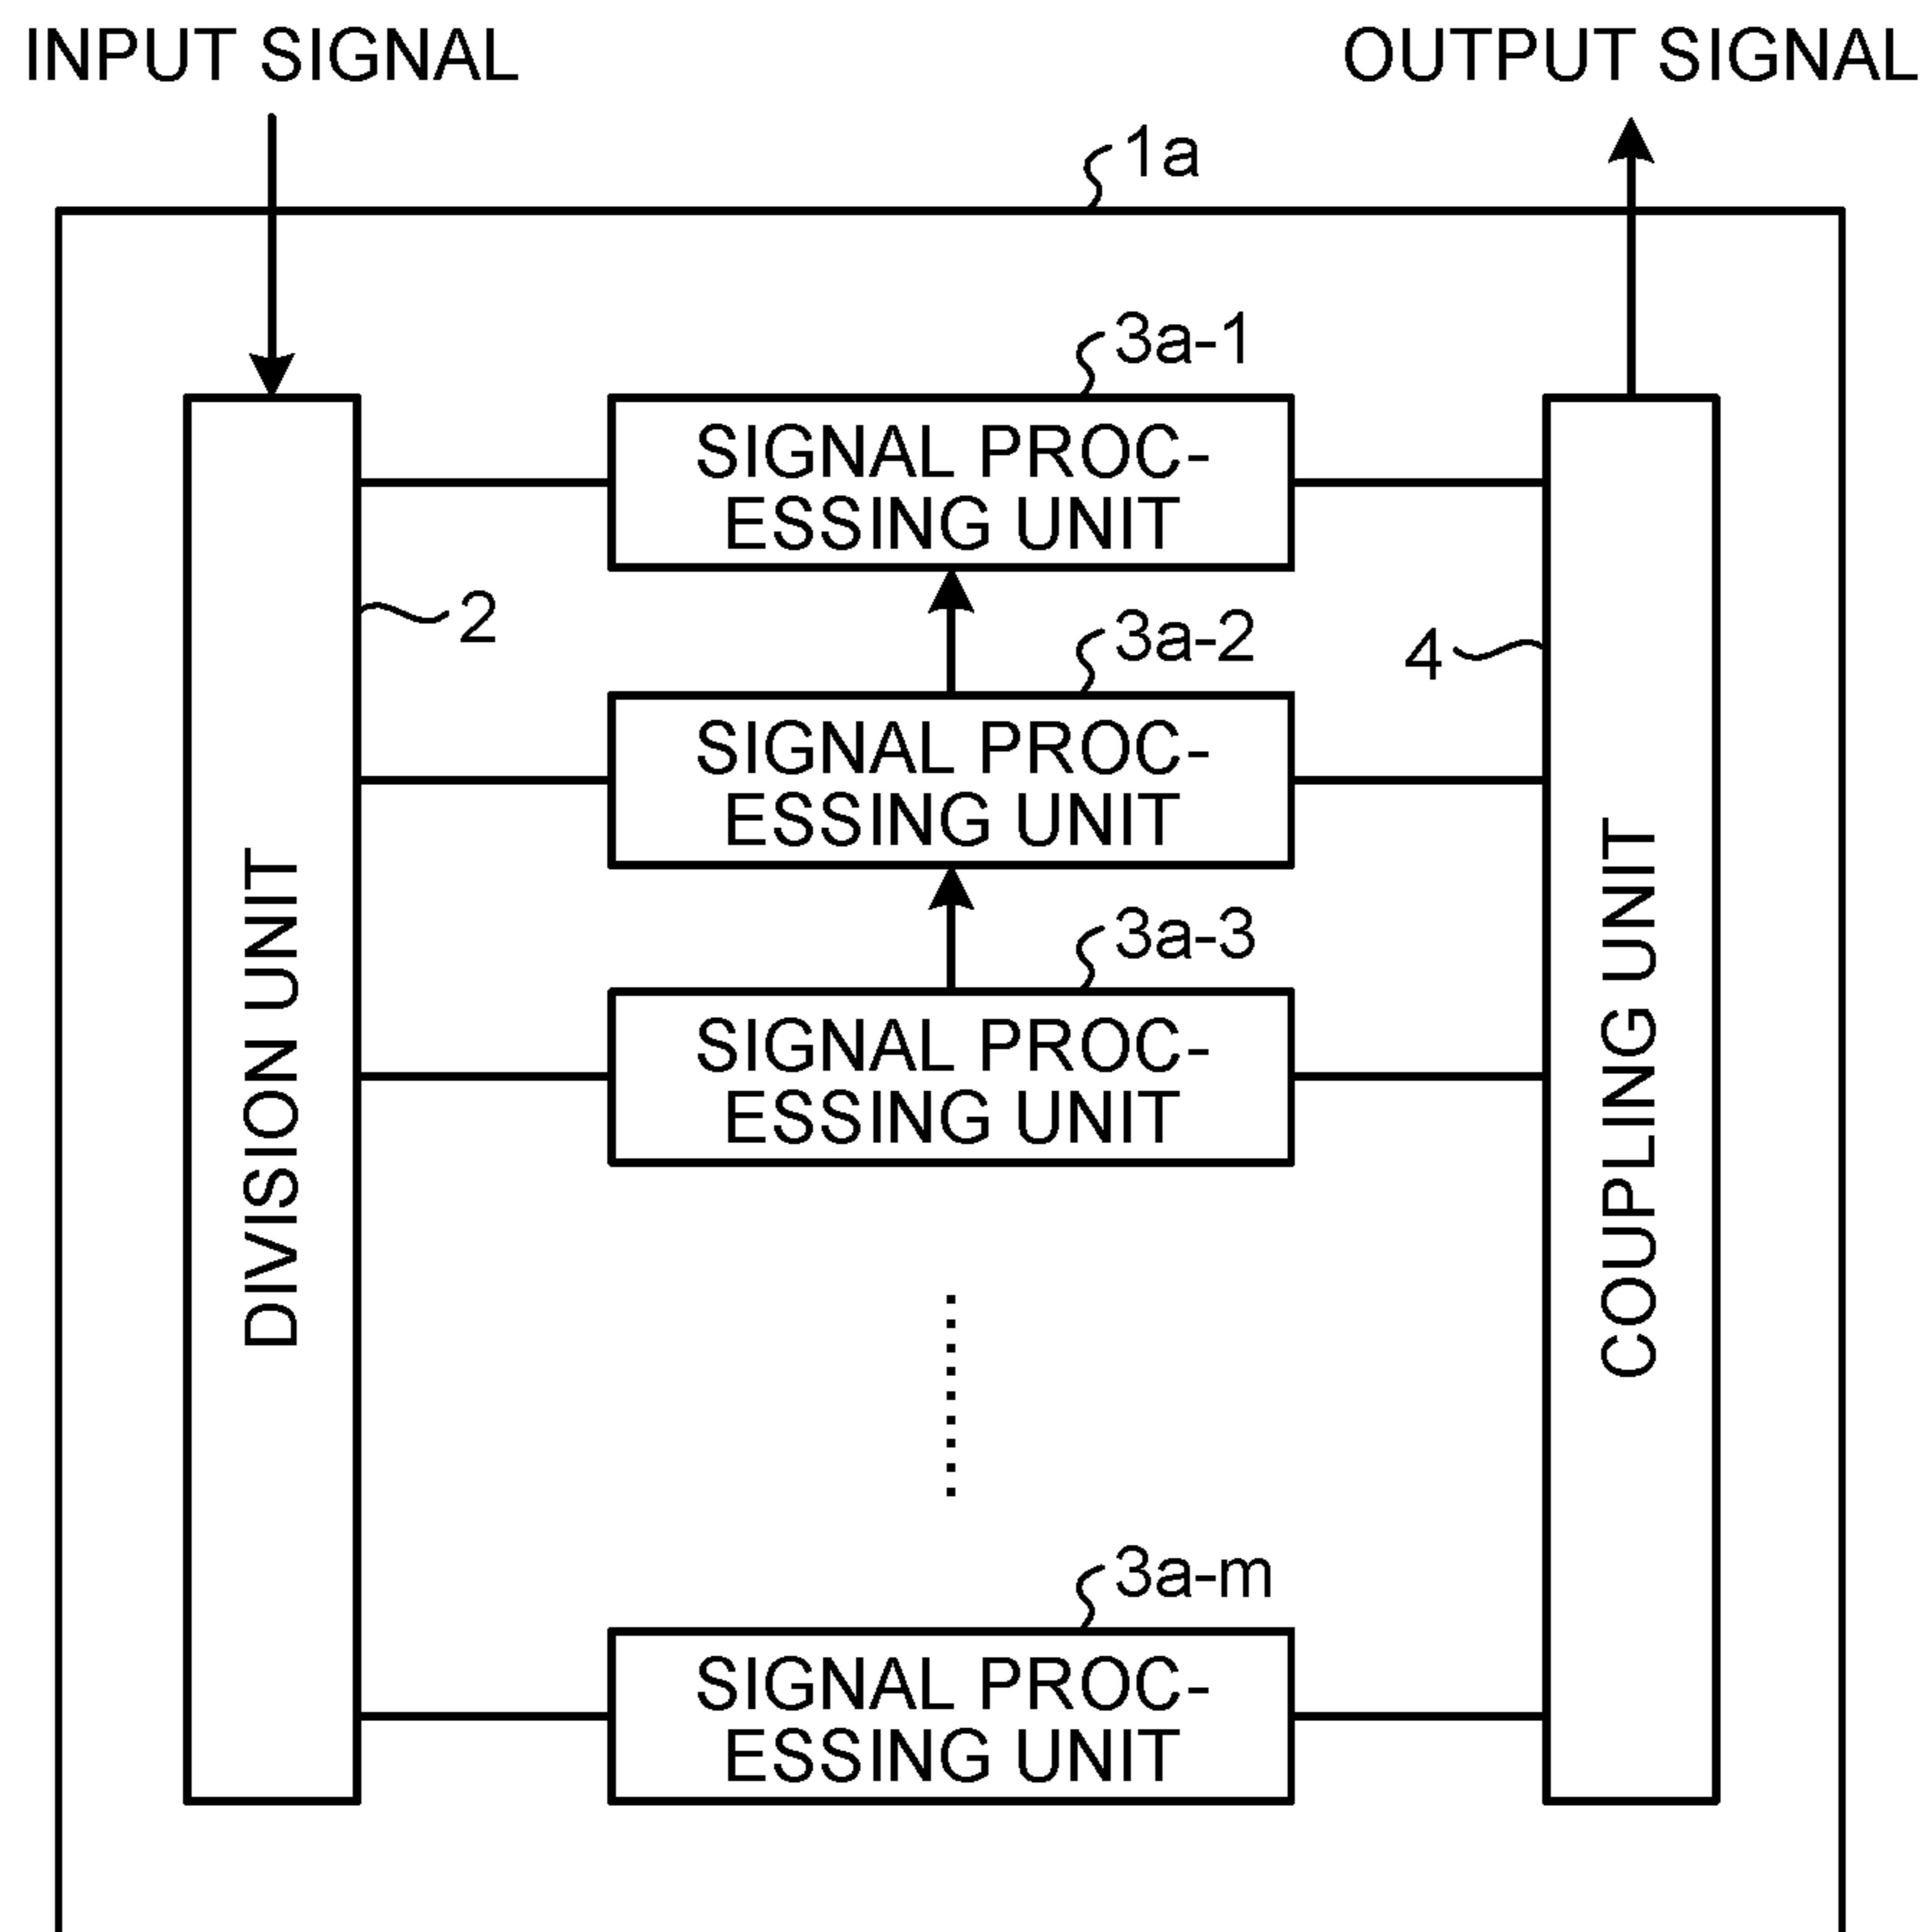 INPUT SIGNAL
OUTPUT SIGNAL
1a
3a-1
SIGNAL PROC-
ESSING UNIT
2
3a-2
4
SIGNAL PROC-
ESSING UNIT
3a-3
SIGNAL PROC-
ESSING UNIT
DIVISION UNIT
COUPLING UNIT
3a-m
SIGNAL PROC-
ESSING UNIT